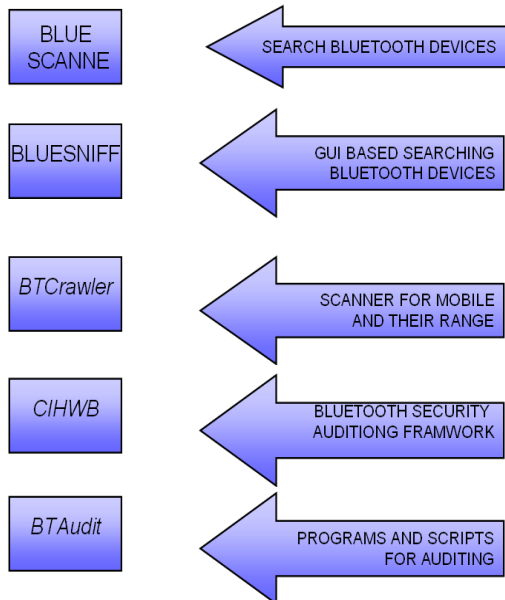 BLUE
SCANNE
SEARCH BLUETOOTH DEVICES
BLUESNIFF
GUI BASED SEARCHING
BLUETOOTH DEVICES
BTCrawler
SCANNER FOR MOBILE
AND THEIR RANGE
CIHWB
BLUETOOTH SECURITY
AUDITIONG FRAMWORK
BTAudit
PROGRAMS AND SCRIPTS
FOR AUDITING